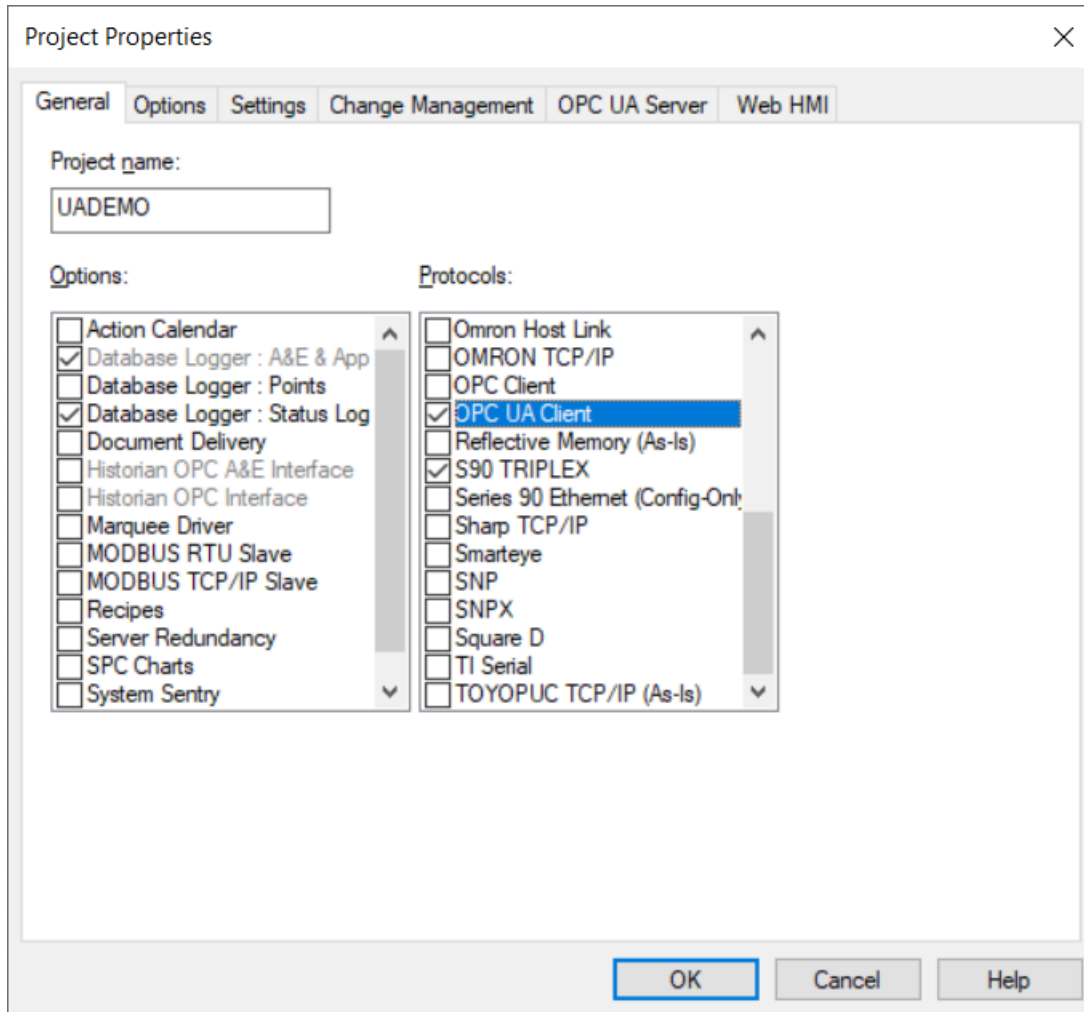 Project Properties
General Options Settings Change Management OPC UA Server Web HMI
Project name:
UADEMO
Options:
Action Calendar
Database Logger : A&E & App
Database Logger : Points
Database Logger : Status Log
Document Delivery
Historian OPC A&E Interface
Historian OPC Interface
Marquee Driver
MODBUS RTU Slave
MODBUS TCP/IP Slave
Recipes
Server Redundancy
SPC Charts
System Sentry
Protocols:
Omron Host Link
OMRON TCP/IP
OPC Client
OPC UA Client
Reflective Memory (As-Is)
S90 TRIPLEX
Series 90 Ethernet (Config-Only
Sharp TCP/IP
Smarteye
SNP
SNPX
Square D
TI Serial
TOYOPUC TCP/IP (As-Is)
OK Cancel Help